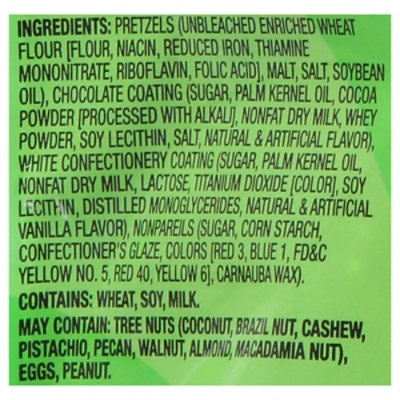 INGREDIENTS: PRETZELS (UNBLEACHED ENRICHED WHEAT
FLOUR [FLOUR, NIACIN, REDUCED IRON, THIAMINE
MONONITRATE, RIBOFLAVIN, FOLIC ACID], MALT, SALT, SOYBEAN
OIL), CHOCOLATE COATING (SUGAR, PALM KERNEL OIL, COCOA
POWDER [PROCESSED WITH ALKALI], NONFAT DRY MILK, WHEY
POWDER, SOY LECITHIN, SALT, NATURAL & ARTIFICIAL FLAVOR),
WHITE CONFECTIONERY COATING (SUGAR, PALM KERNEL OIL,
NONFAT DRY MILK, LACTOSE, TITANIUM DIOXIDE [COLOR], SOY
LECITHIN, DISTILLED MONOGLYCERIDES, NATURAL & ARTIFICIAL
VANILLA FLAVOR), NONPAREILS (SUGAR, CORN STARCH,
CONFECTIONER'S GLAZE, COLORS [RED 3, BLUE 1, FD&C
YELLOW NO. 5, RED 40, YELLOW 6], CARNAUBA WAX).
CONTAINS: WHEAT, SOY, MILK.
MAY CONTAIN: TREE NUTS (COCONUT, BRAZIL NUT, CASHEW,
PISTACHIO, PECAN, WALNUT, ALMOND, MACADAMIA NUT),
EGGS, PEANUT.